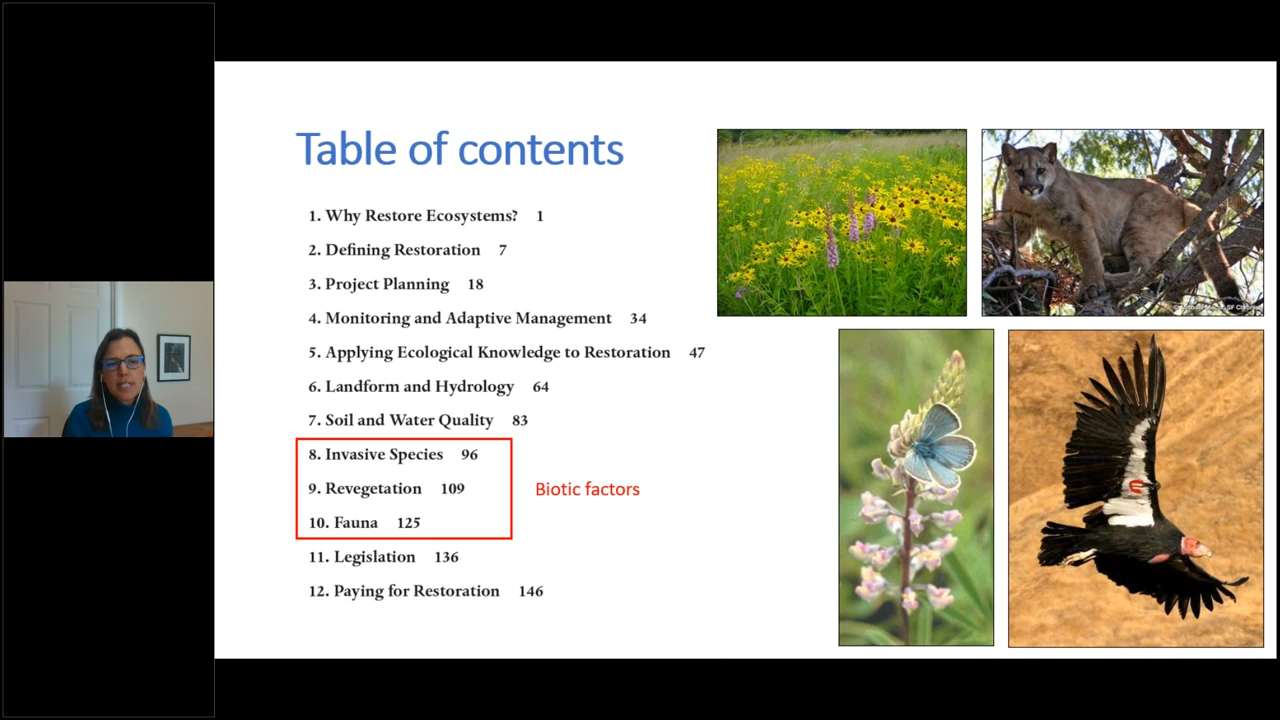 Table of contents
1. Why Restore Ecosystems? 1
2. Defining Restoration 7
3. Project Planning 18
4. Monitoring and Adaptive Management 34
5. Applying Ecological Knowledge to Restoration 47
6. Landform and Hydrology 64
7. Soil and Water Quality 83
8. Invasive Species 96
9. Revegetation 109
10. Fauna 125
Biotic factors
11. Legislation 136
12. Paying for Restoration 146